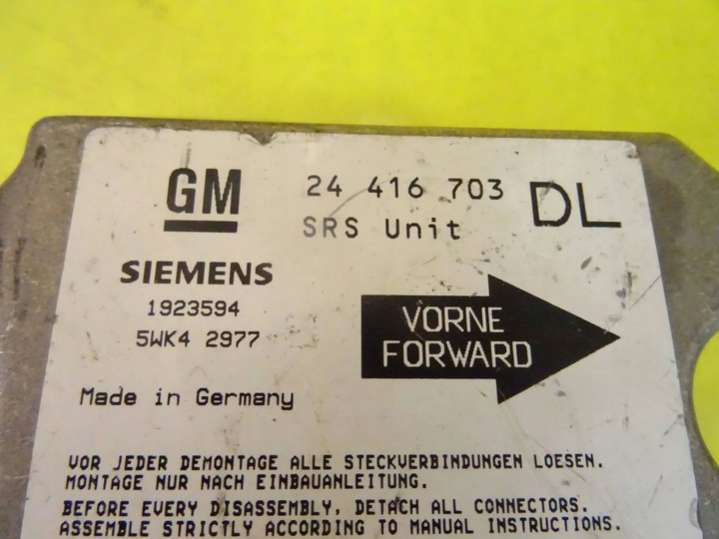 GM
24 416 703 DL
SRS Unit
SIEMENS
1923594
5WK4 2977
VORNE
FORWARD
Made in Germany
VOR JEDER DEMONTAGE ALLE STECKVERBINDUNGEN LOESEN.
MONTAGE NUR NACH EINBAUANLEITUNG.
BEFORE EVERY DISASSEMBLY, DETACH ALL CONNECTORS.
ASSEMBLE STRICTLY ACCORDING TO MANUAL INSTRUCTIONS.